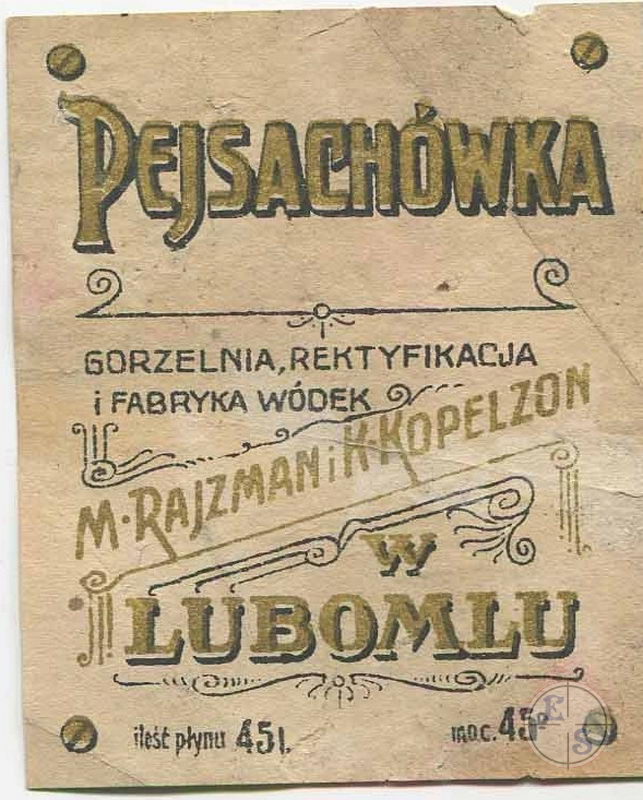 PEJSACHÓWKA
GORZELNIA, REKTYFIKACJA
i FABRYKA WÓDEK
M. RAJZMAN i K. KOPELZON
W
LUBOMLU
ilość płynu 45 l. moc. 45°
E S